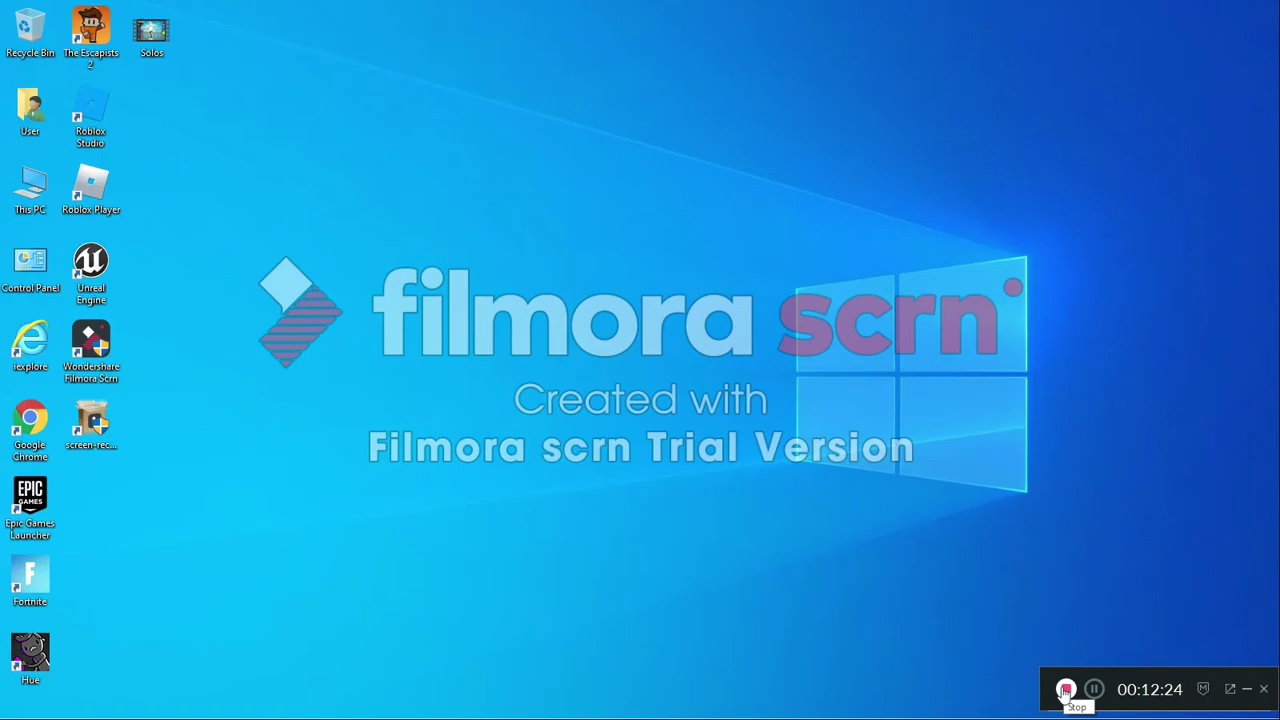 Recycle Bin
The Escapists
2
Solos
User
Roblox
Studio
This PC
Roblox Player
Control Panel
Unreal
Engine
iexplore
Wondershare
Filmora Scrn
Google
Chrome
screen-rec...
EPIC
GAMES
Epic Games
Launcher
F
Fortnite
Hue
filmora scrn
Created with
Filmora scrn Trial Version
00:12:24
Stop